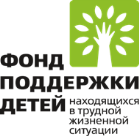 ФОНД
ПОДДЕРЖКИ
ДЕТЕЙ
находящихся
в трудной
жизненной
ситуации